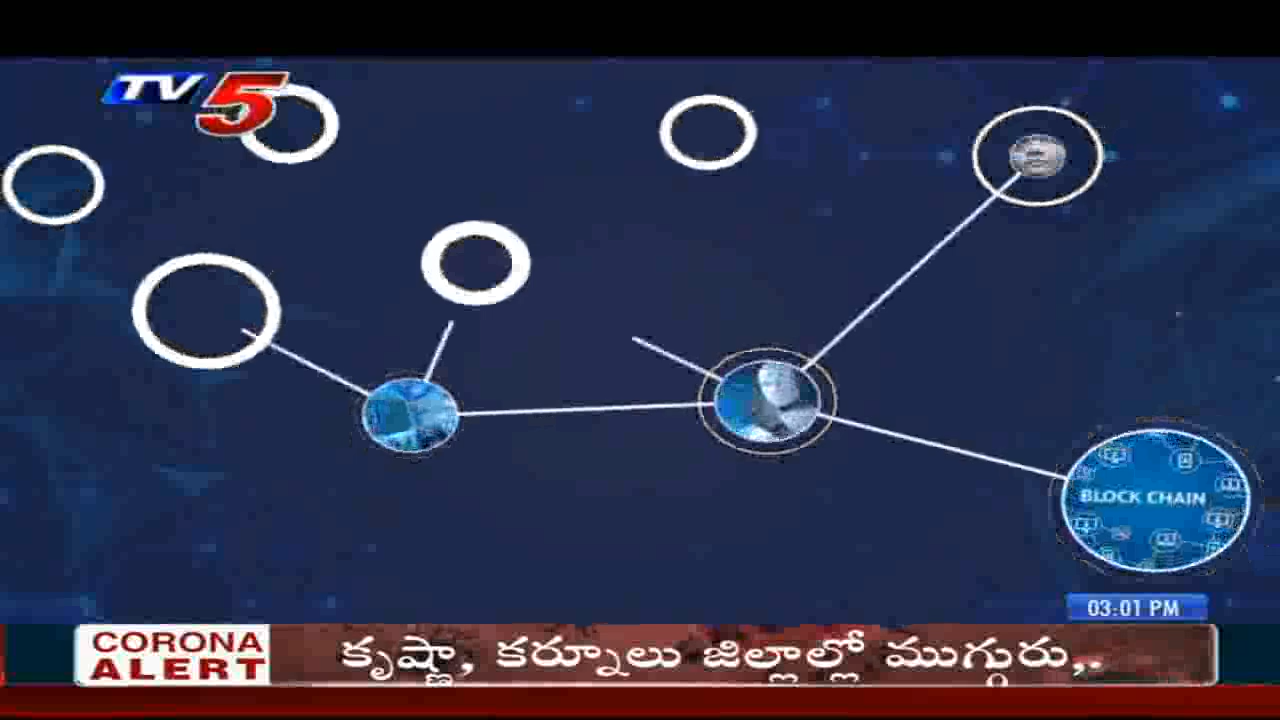 TV5
BLOCK CHAIN
03:01 PM
CORONA
ALERT
కృష్ణా, కర్నూలు జిల్లాల్లో ముగ్గురు,..